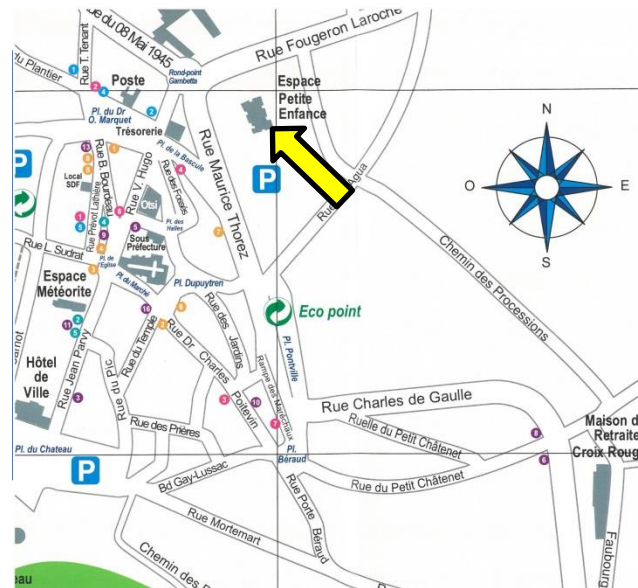 Rue du 08 Mai 1945
Rue Fougeron Laroche
Rue T. Tenant
du Plantier
Poste
Rond-point
Gambetta
Espace
Petite
Enfance
Pl. du Dr
O. Marquet
Trésorerie
Pl. de la Bascule
Rue Maurice Thorez
Rue V. Hugo
Rue des Fossés
Local
SDF
Rue Prévot Lathière
Rue B. Bourdeau
Otsi
Pl. des
Halles
P
P
Sous
Préfecture
Rue L. Sudrat
Pl. de
l'Eglise
Pl. du Marché
Pl. Dupuytren
Espace
Météorite
Eco point
Chemin des Processions
N
O
E
S
Rue Jean Parvy
Rue du Pic
Rue du Temple
Rue Dr. Charles
Poitevin
Rue des Jardins
Rampe des Maréchaux
Pl. Pontville
Hôtel
de
Ville
Rue des Prières
Rue Charles de Gaulle
Ruelle du Petit Châtenet
Rue du Petit Châtenet
Maison d
Retraite
Croix Roug
Pl. du Chateau
P
Bd Gay-Lussac
Pl.
Béraud
Rue Porte
Béraud
Rue Mortemart
Chemin des
Faubourg